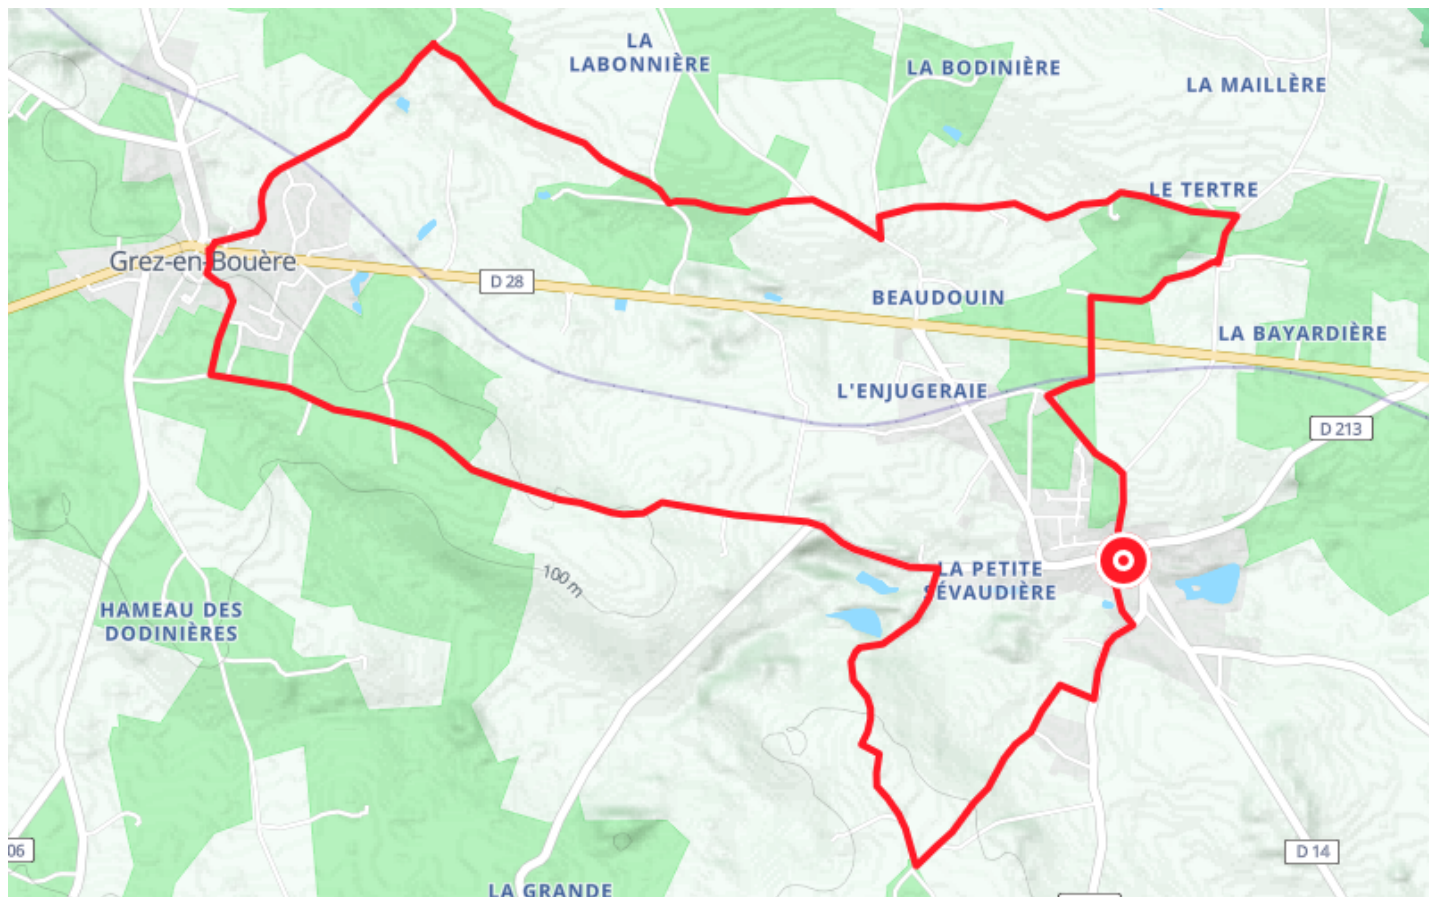 LA
LABONNIÈRE
LA BODINIÈRE
LA MAILLÈRE
LE TERTRE
Grez-en-Bouère
D 28
BEAUDOUIN
LA BAYARDIÈRE
L'ENJUGERAIE
D 213
100 m
LA PETITE
SÉVAUDIÈRE
HAMEAU DES
DODINIÈRES
06
D 14
LA GRANDE